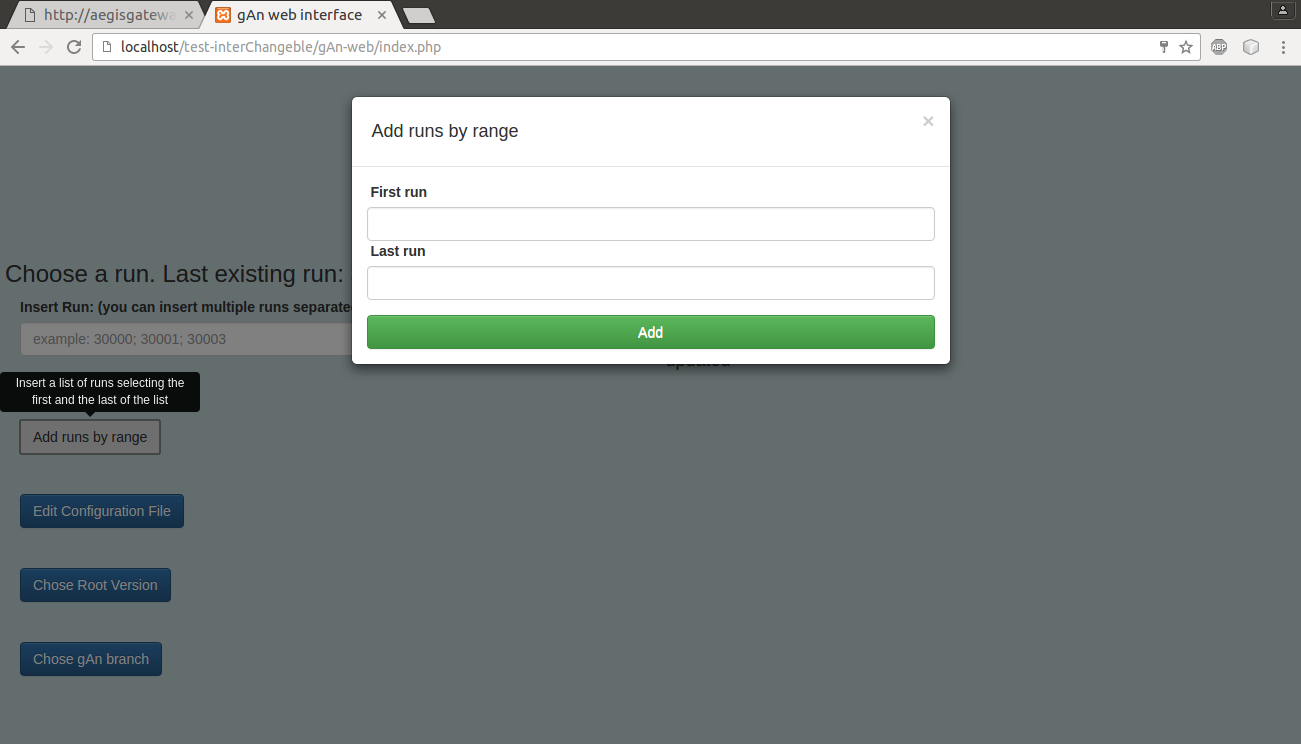 http://aegisgatewa
gAn web interface
localhost/test-interChangeble/gAn-web/index.php
ABP
Add runs by range
×
First run
Last run
Add
Choose a run. Last existing run:
Insert Run: (you can insert multiple runs separate
example: 30000; 30001; 30003
updated
Insert a list of runs selecting the
first and the last of the list
Add runs by range
Edit Configuration File
Chose Root Version
Chose gAn branch